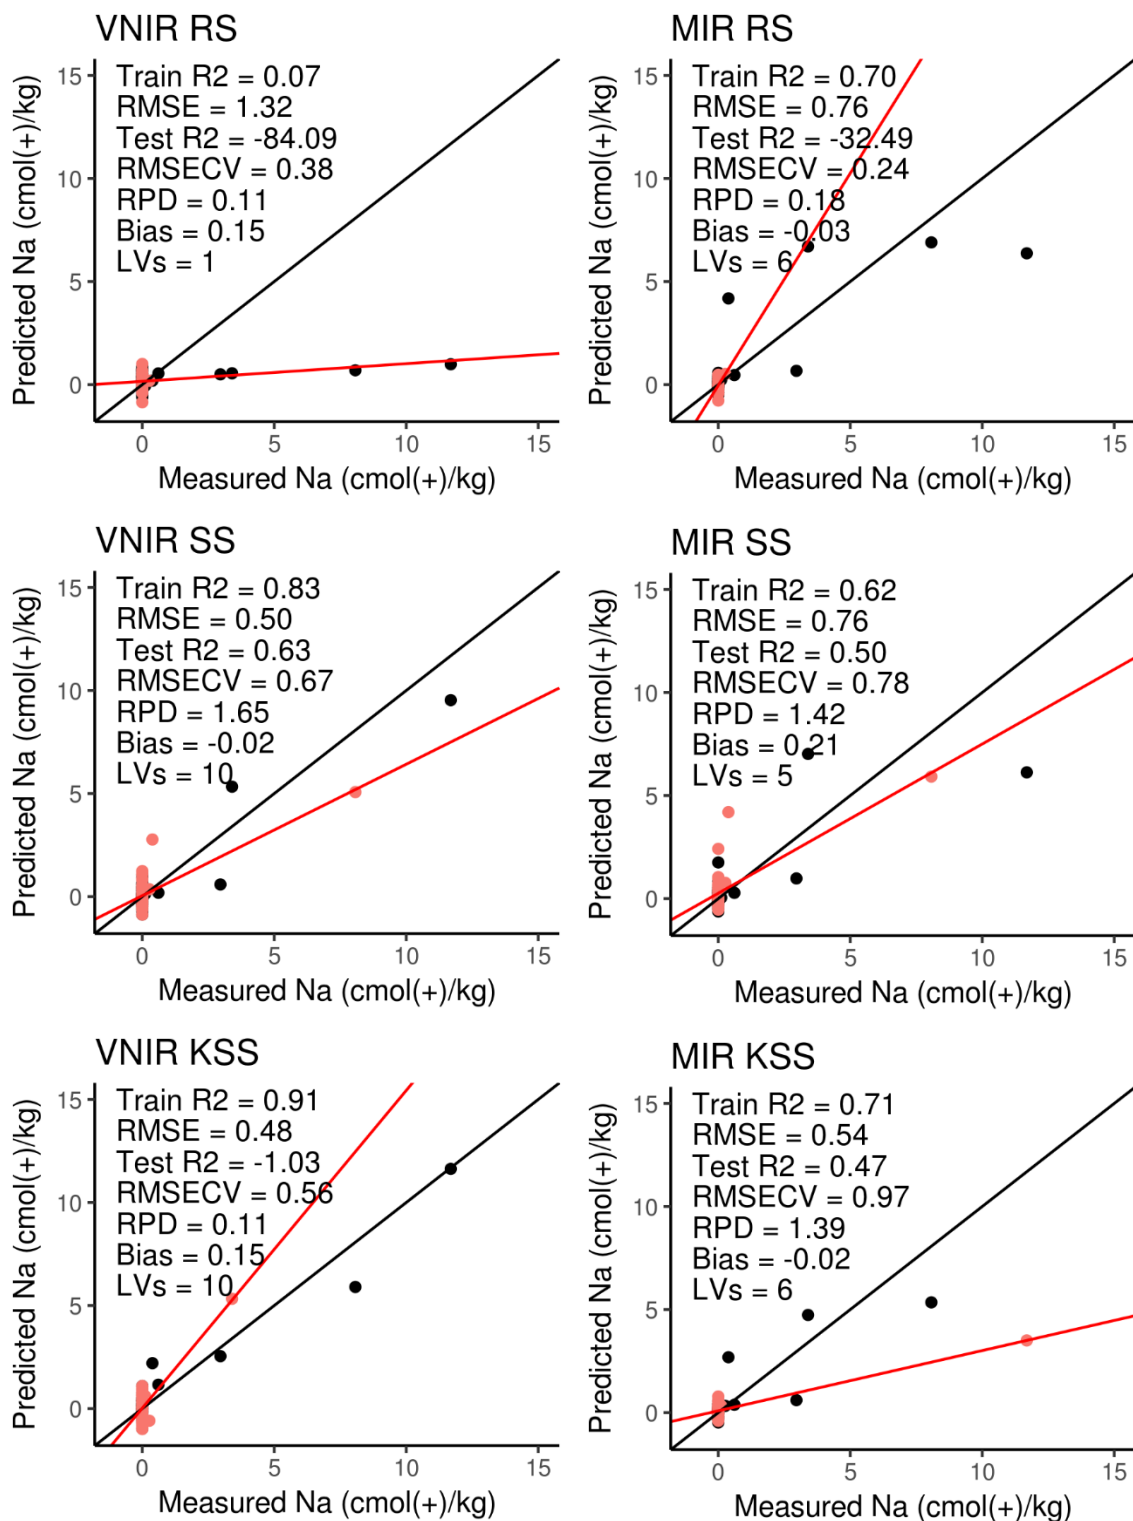 VNIR RS
Train R2 = 0.07
RMSE = 1.32
Test R2 = -84.09
RMSECV = 0.38
RPD = 0.11
Bias = 0.15
LVs = 1
Predicted Na (cmol(+)/kg)
15
10
5
0
0 5 10 15
Measured Na (cmol(+)/kg)
MIR RS
Train R2 = 0.70
RMSE = 0.76
Test R2 = -32.49
RMSECV = 0.24
RPD = 0.18
Bias = -0.03
LVs = 6
Predicted Na (cmol(+)/kg)
15
10
5
0
0 5 10 15
Measured Na (cmol(+)/kg)
VNIR SS
Train R2 = 0.83
RMSE = 0.50
Test R2 = 0.63
RMSECV = 0.67
RPD = 1.65
Bias = -0.02
LVs = 10
Predicted Na (cmol(+)/kg)
15
10
5
0
0 5 10 15
Measured Na (cmol(+)/kg)
MIR SS
Train R2 = 0.62
RMSE = 0.76
Test R2 = 0.50
RMSECV = 0.78
RPD = 1.42
Bias = 0.21
LVs = 5
Predicted Na (cmol(+)/kg)
15
10
5
0
0 5 10 15
Measured Na (cmol(+)/kg)
VNIR KSS
Train R2 = 0.91
RMSE = 0.48
Test R2 = -1.03
RMSECV = 0.56
RPD = 0.11
Bias = 0.15
LVs = 10
Predicted Na (cmol(+)/kg)
15
10
5
0
0 5 10 15
Measured Na (cmol(+)/kg)
MIR KSS
Train R2 = 0.71
RMSE = 0.54
Test R2 = 0.47
RMSECV = 0.97
RPD = 1.39
Bias = -0.02
LVs = 6
Predicted Na (cmol(+)/kg)
15
10
5
0
0 5 10 15
Measured Na (cmol(+)/kg)